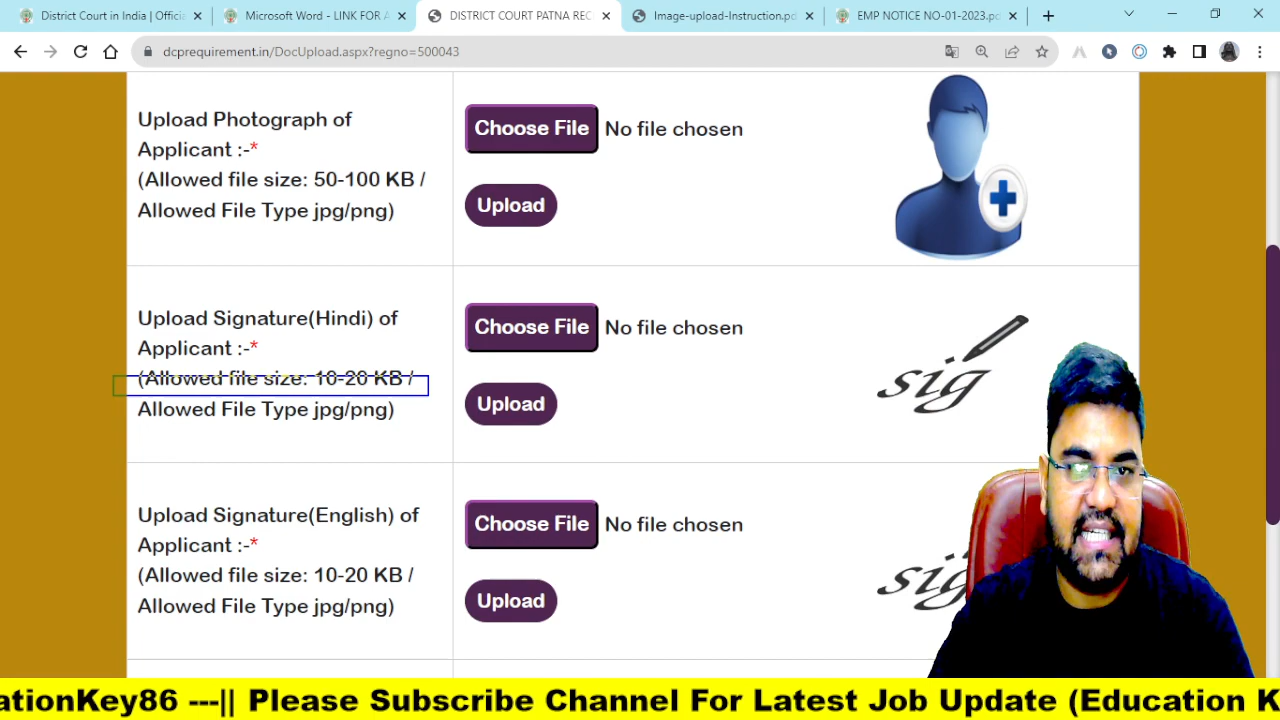 District Court in India | Officia
Microsoft Word - LINK FOR A
DISTRICT COURT PATNA REC
Image-upload-Instruction.pd
EMP NOTICE NO-01-2023.pd
dcprequirement.in/DocUpload.aspx?regno=500043
Upload Photograph of
Applicant :-*
(Allowed file size: 50-100 KB /
Allowed File Type jpg/png)
Choose File No file chosen
Upload
Upload Signature(Hindi) of
Applicant :-*
(Allowed file size: 10-20 KB /
Allowed File Type jpg/png)
Choose File No file chosen
Upload
sig
Upload Signature(English) of
Applicant :-*
(Allowed file size: 10-20 KB /
Allowed File Type jpg/png)
Choose File No file chosen
Upload
sig
ationKey86 ---|| Please Subscribe Channel For Latest Job Update (Education K